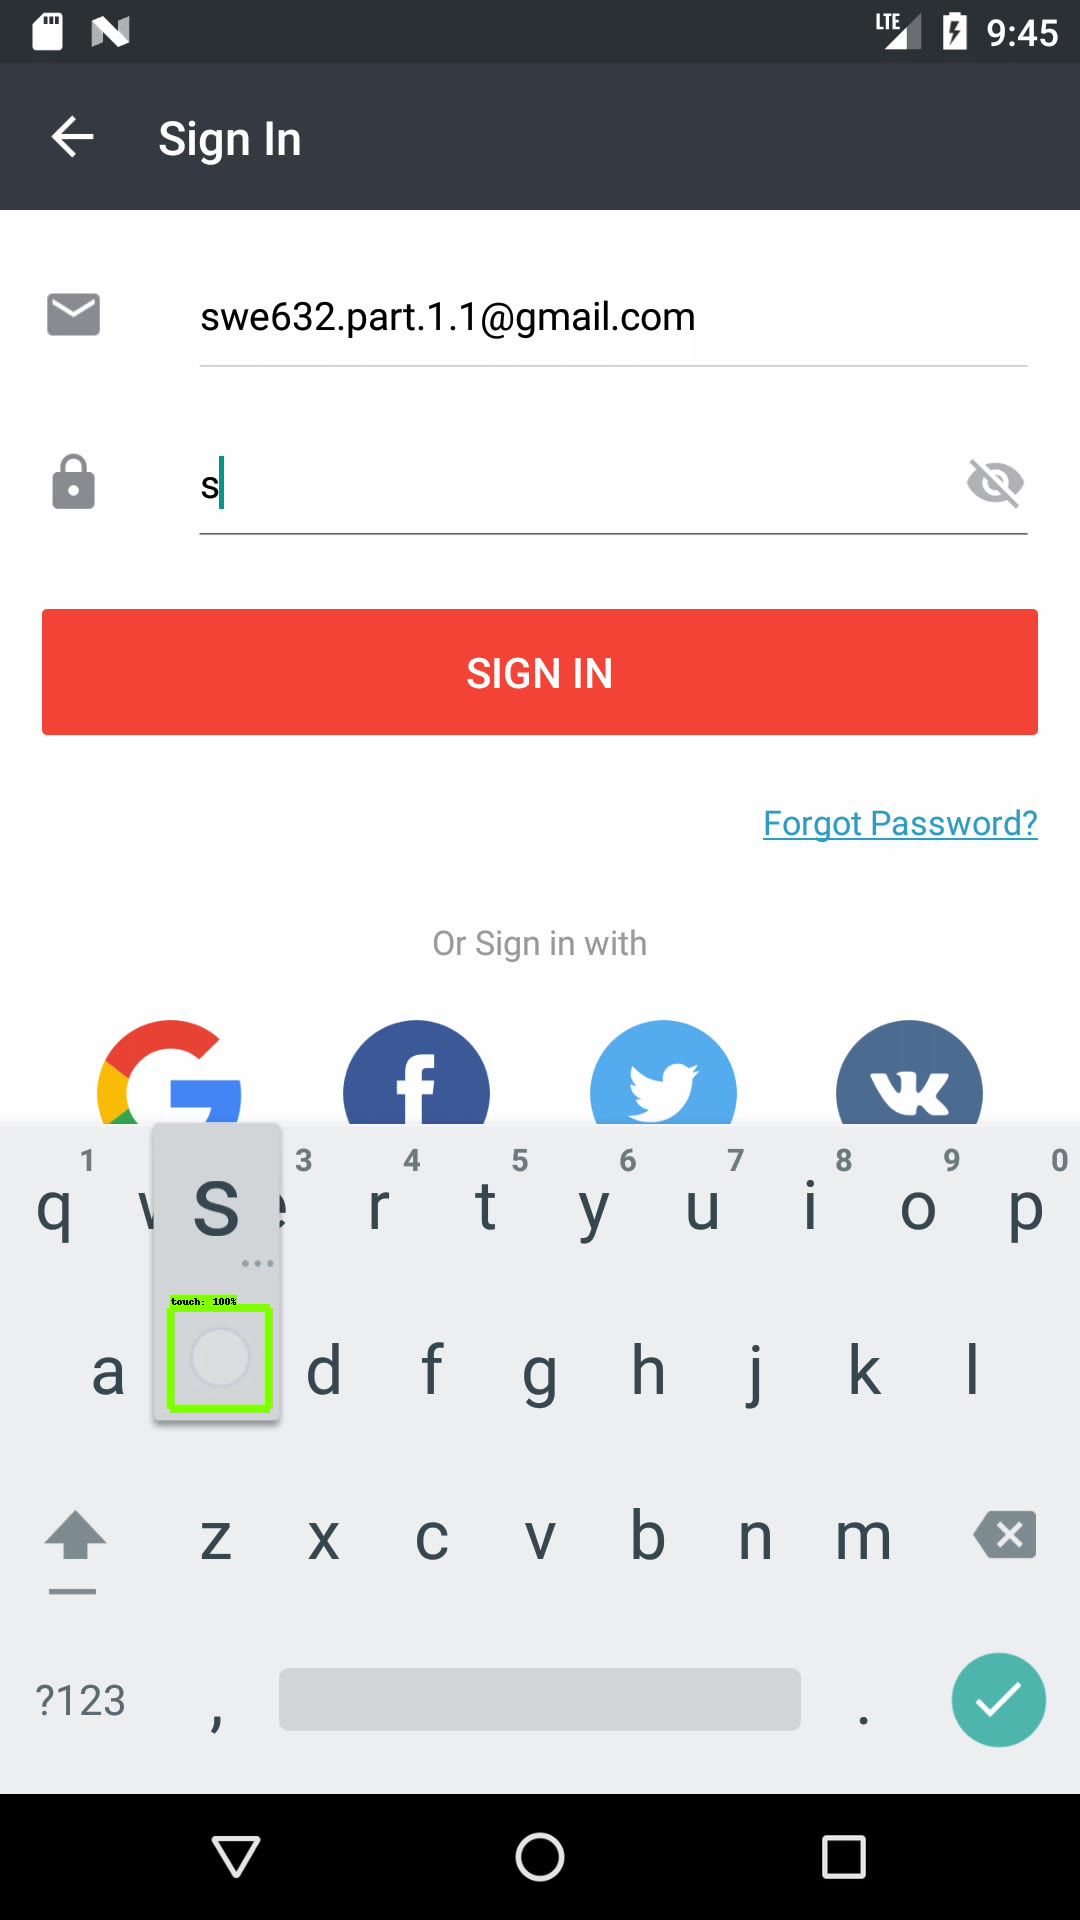 LTE 9:45
Sign In
swe632.part.1.1@gmail.com
s
SIGN IN
Forgot Password?
Or Sign in with
1 3 4 5 6 7 8 9 0
q r t y u i o p
S
touch: 100%
a d f g h j k l
z x c v b n m
?123 , .